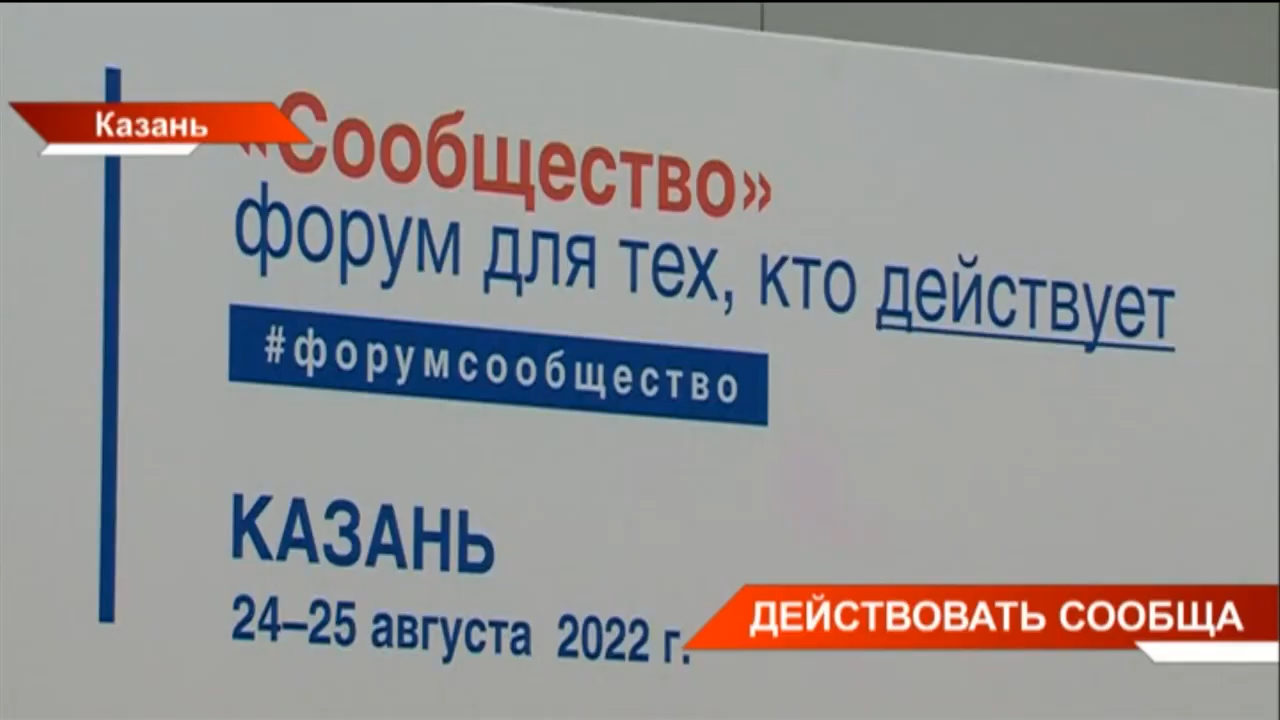 Казань
«Сообщество»
форум для тех, кто действует
#форумсообщество
КАЗАНЬ
24–25 августа 2022 г.
ДЕЙСТВОВАТЬ СООБЩА